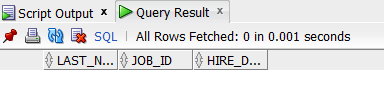 Script Output × Query Result ×
SQL | All Rows Fetched: 0 in 0.001 seconds
LAST_N... JOB_ID HIRE_D...